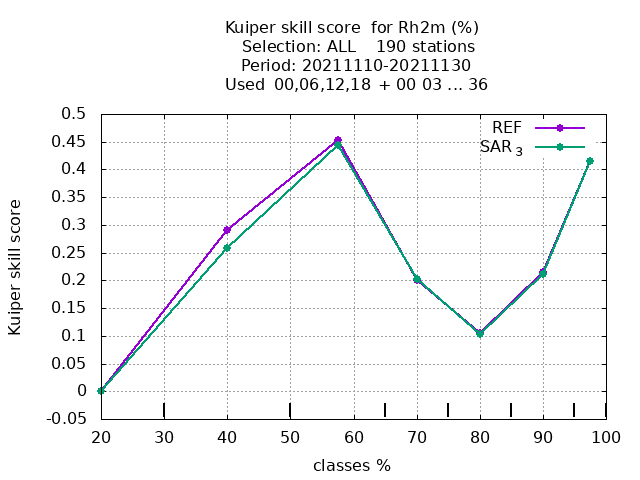 Kuiper skill score  for Rh2m (%)
Selection: ALL    190 stations
Period: 20211110-20211130
Used  00,06,12,18  + 00 03 ... 36
0.5
0.45
0.4
0.35
0.3
0.25
0.2
0.15
0.1
0.05
0
-0.05
Kuiper skill score
REF
SAR 3
20 30 40 50 60 70 80 90 100
classes %